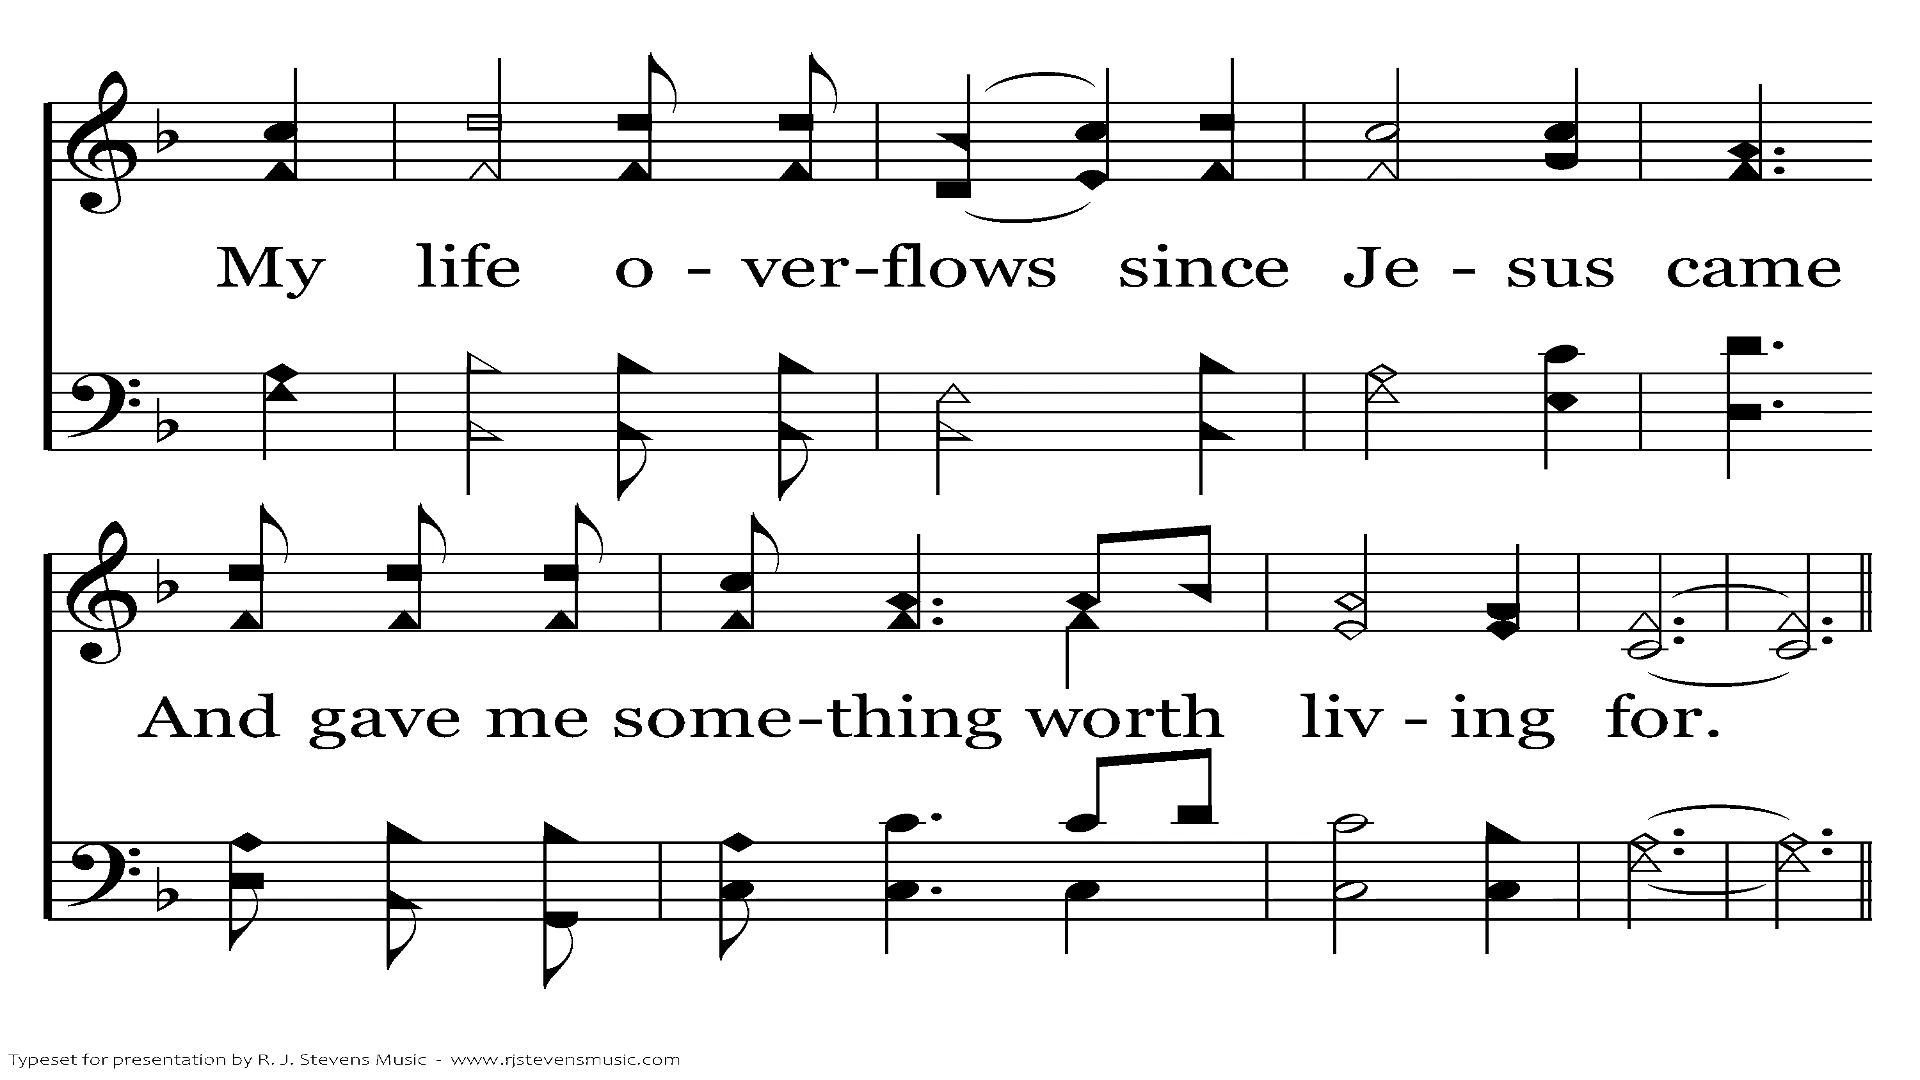 My life o - ver-flows since Je - sus came
And gave me some-thing worth liv - ing for.
Typeset for presentation by R. J. Stevens Music - www.rjstevensmusic.com